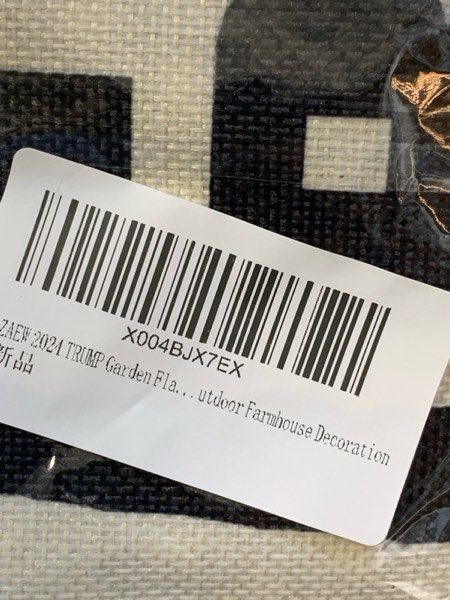 X004BJX7EX
ZAEW 2024 TRUMP Garden Fla... utdoor Farmhouse Decoration
新品